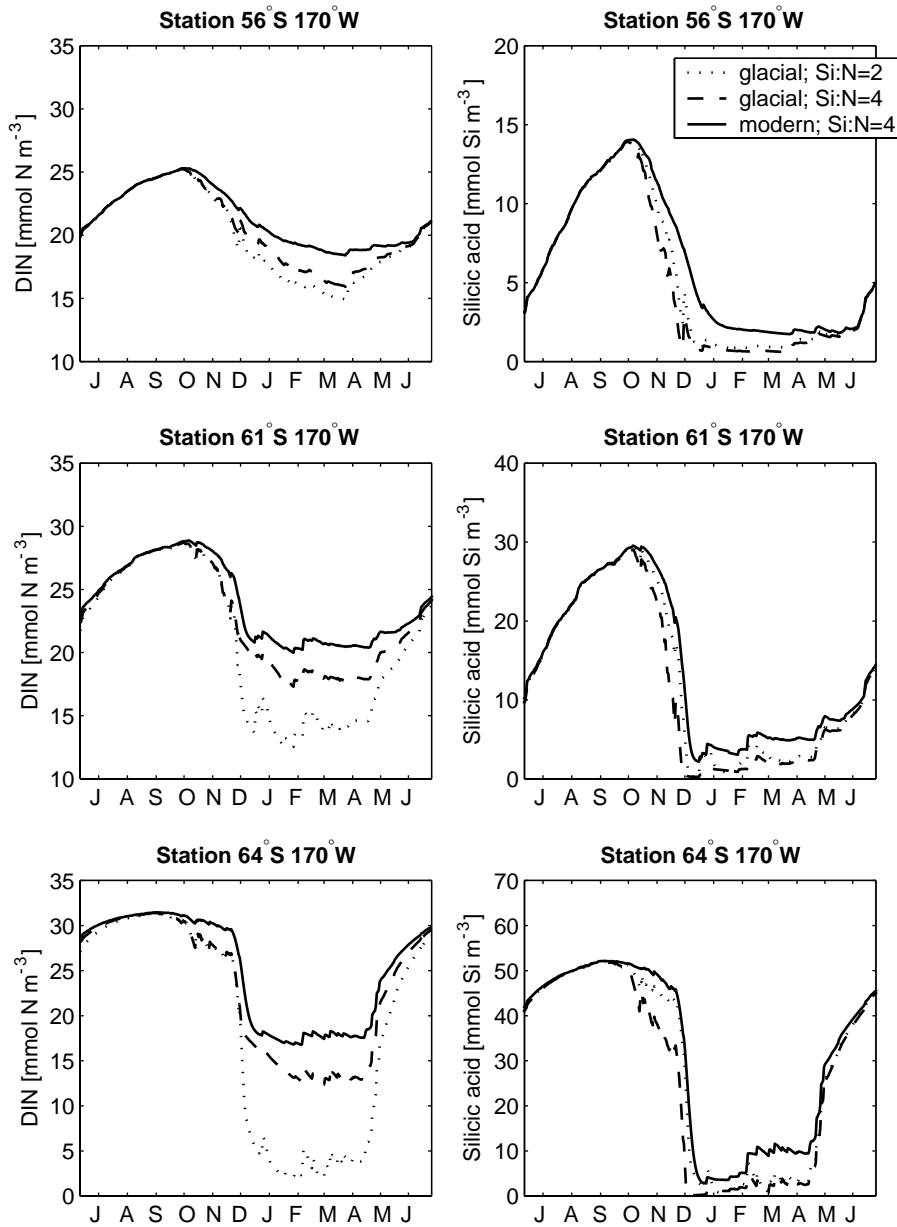 Station 56°S 170°W
DIN [mmol N m⁻³]
35
30
25
20
15
10
J A S O N D J F M A M J
Station 56°S 170°W
Silicic acid [mmol Si m⁻³]
20
15
10
5
0
J A S O N D J F M A M J
glacial; Si:N=2
glacial; Si:N=4
modern; Si:N=4
Station 61°S 170°W
DIN [mmol N m⁻³]
35
30
25
20
15
10
J A S O N D J F M A M J
Station 61°S 170°W
Silicic acid [mmol Si m⁻³]
40
30
20
10
0
J A S O N D J F M A M J
Station 64°S 170°W
DIN [mmol N m⁻³]
35
30
25
20
15
10
5
0
J A S O N D J F M A M J
Station 64°S 170°W
Silicic acid [mmol Si m⁻³]
70
60
50
40
30
20
10
0
J A S O N D J F M A M J